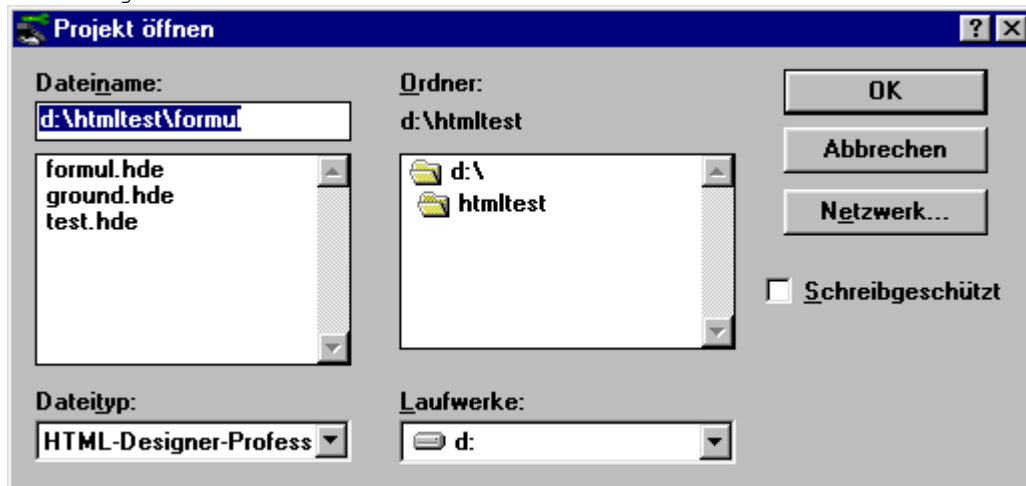 Projekt öffnen
Dateiname:
d:\htmltest\formul
formul.hde
ground.hde
test.hde
Dateityp:
HTML-Designer-Profess
Ordner:
d:\htmltest
d:\
htmltest
Laufwerke:
d:
OK
Abbrechen
Netzwerk...
Schreibgeschützt